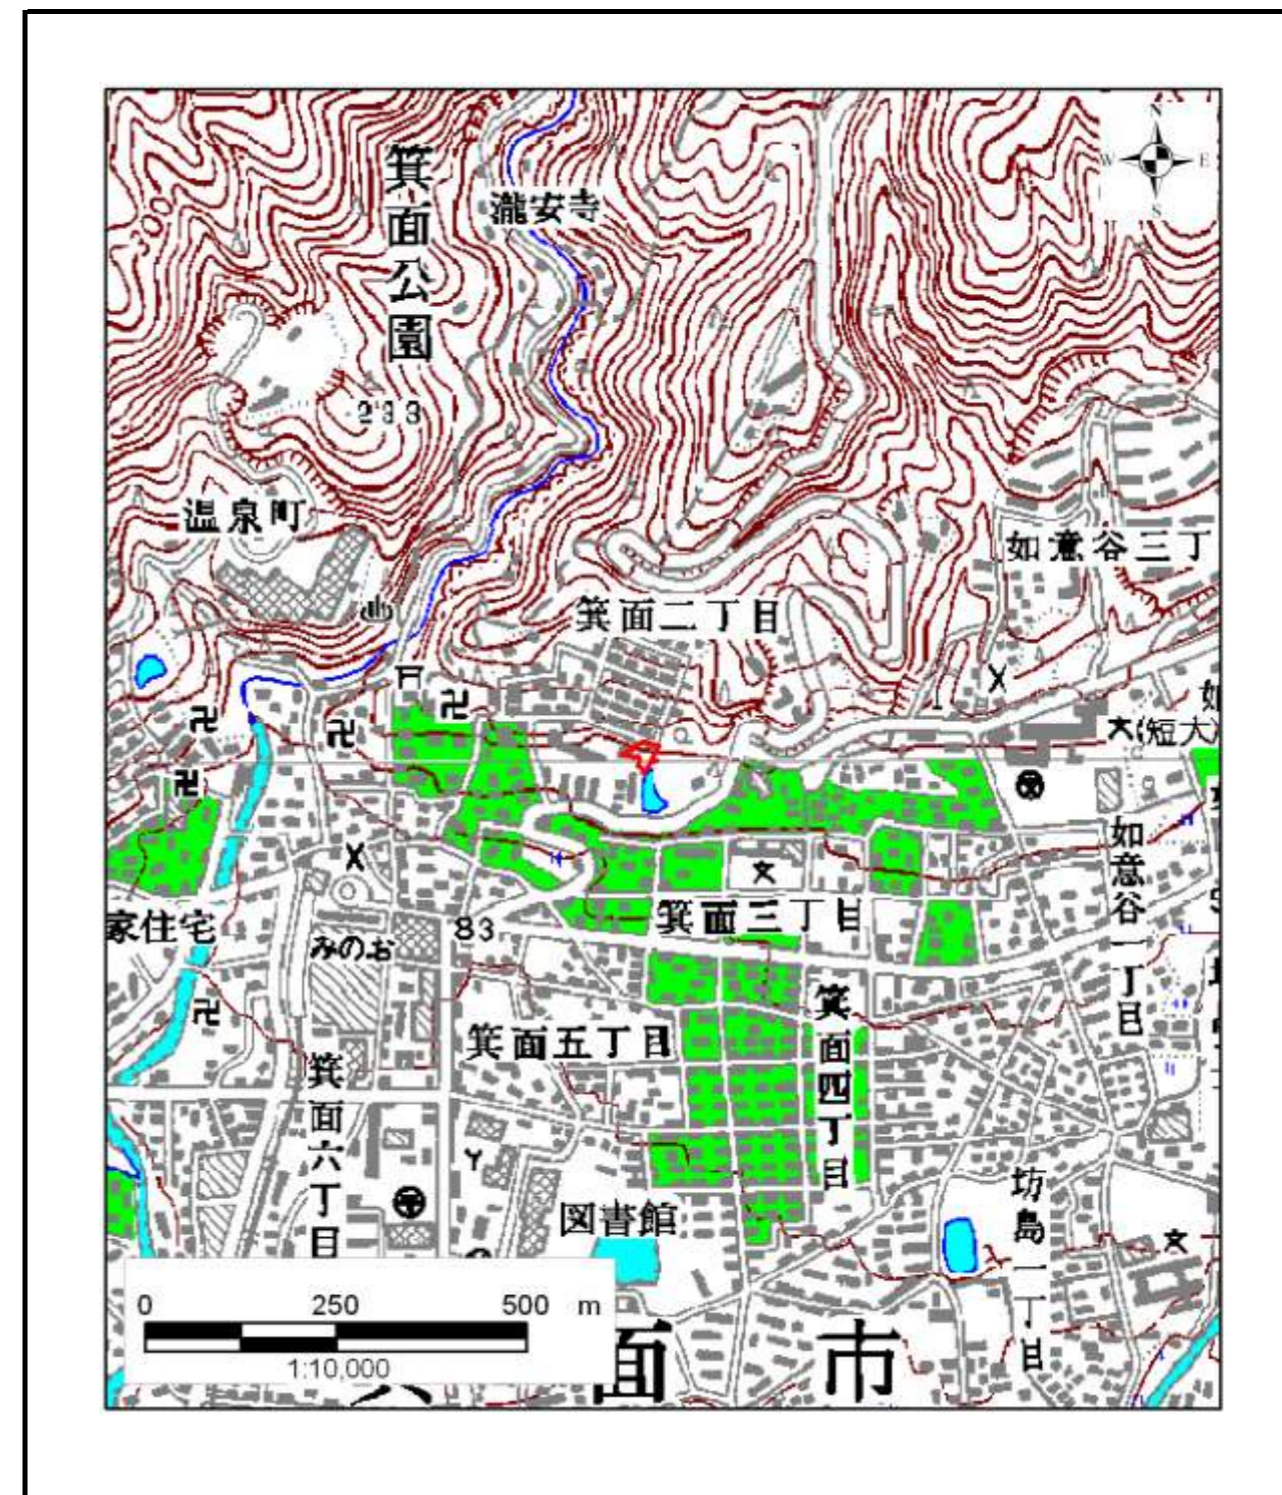 N
W
E
S
箕面公園
瀧安寺
233
温泉町
如意谷三丁
箕面二丁目
文(短大)
如意谷一丁目
箕面三丁目
家住宅
みのお
83
箕面五丁目
箕面四丁目
箕面六丁目
図書館
坊島一丁目
面市
0 250 500 m
1:10,000